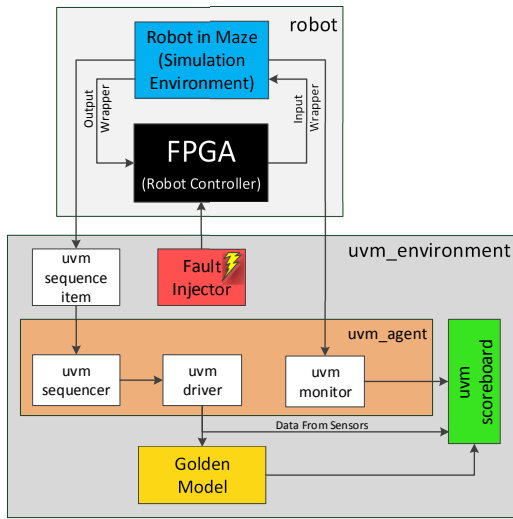 robot
Robot in Maze
(Simulation
Environment)
Output
Wrapper
Input
Wrapper
FPGA
(Robot Controller)
uvm_environment
uvm
sequence
item
Fault
Injector
uvm_agent
uvm
sequencer
uvm
driver
uvm
monitor
uvm
scoreboard
Data From Sensors
Golden
Model